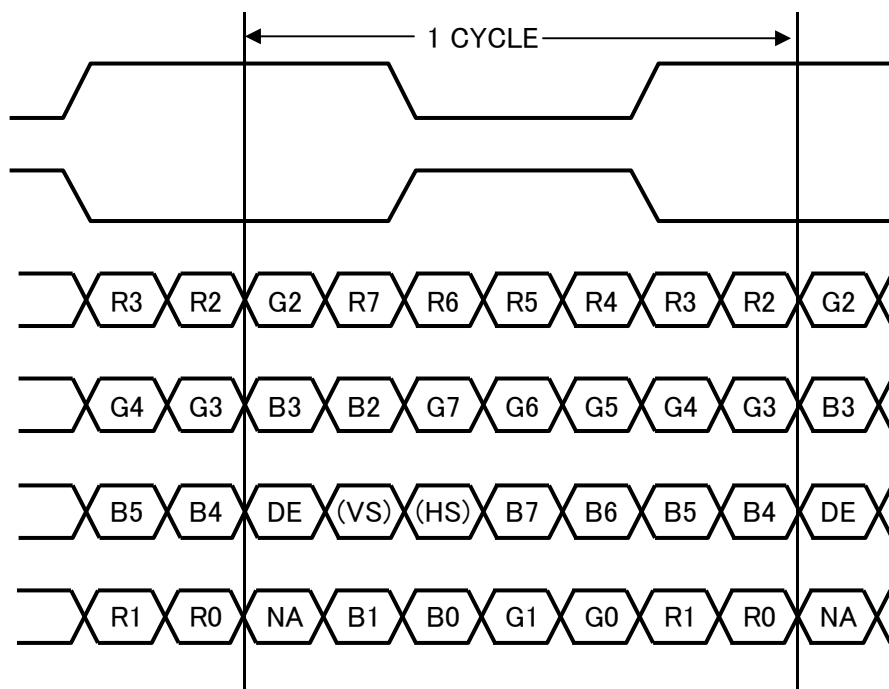 1 CYCLE
R3 R2 G2 R7 R6 R5 R4 R3 R2 G2
G4 G3 B3 B2 G7 G6 G5 G4 G3 B3
B5 B4 DE (VS) (HS) B7 B6 B5 B4 DE
R1 R0 NA B1 B0 G1 G0 R1 R0 NA